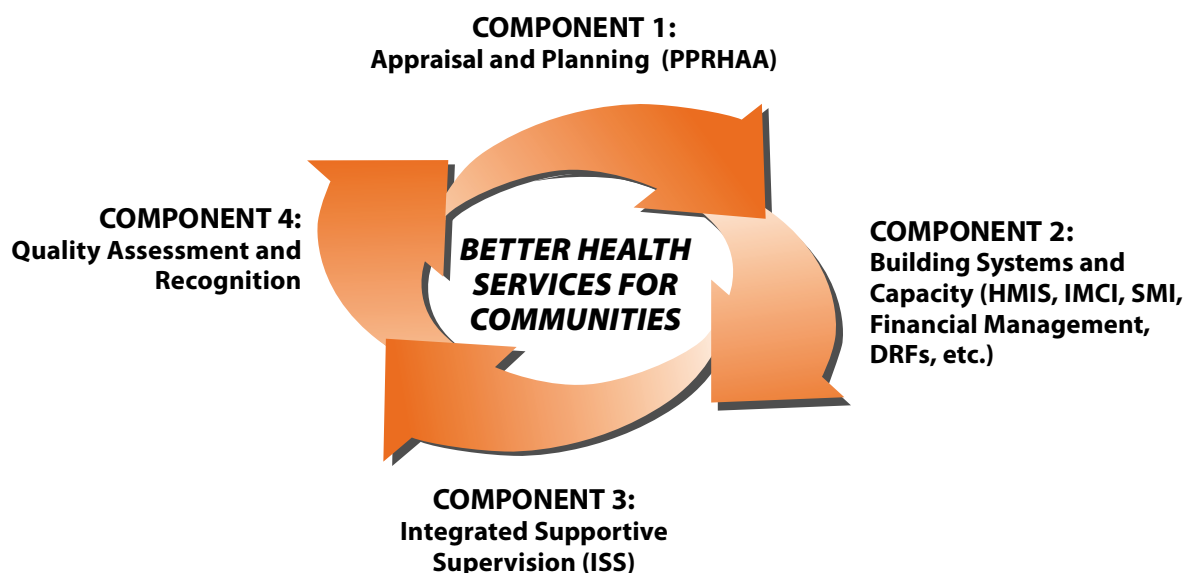 COMPONENT 1:
Appraisal and Planning (PPRHAA)
COMPONENT 4:
Quality Assessment and
Recognition
BETTER HEALTH
SERVICES FOR
COMMUNITIES
COMPONENT 2:
Building Systems and
Capacity (HMIS, IMCI, SMI,
Financial Management,
DRFs, etc.)
COMPONENT 3:
Integrated Supportive
Supervision (ISS)